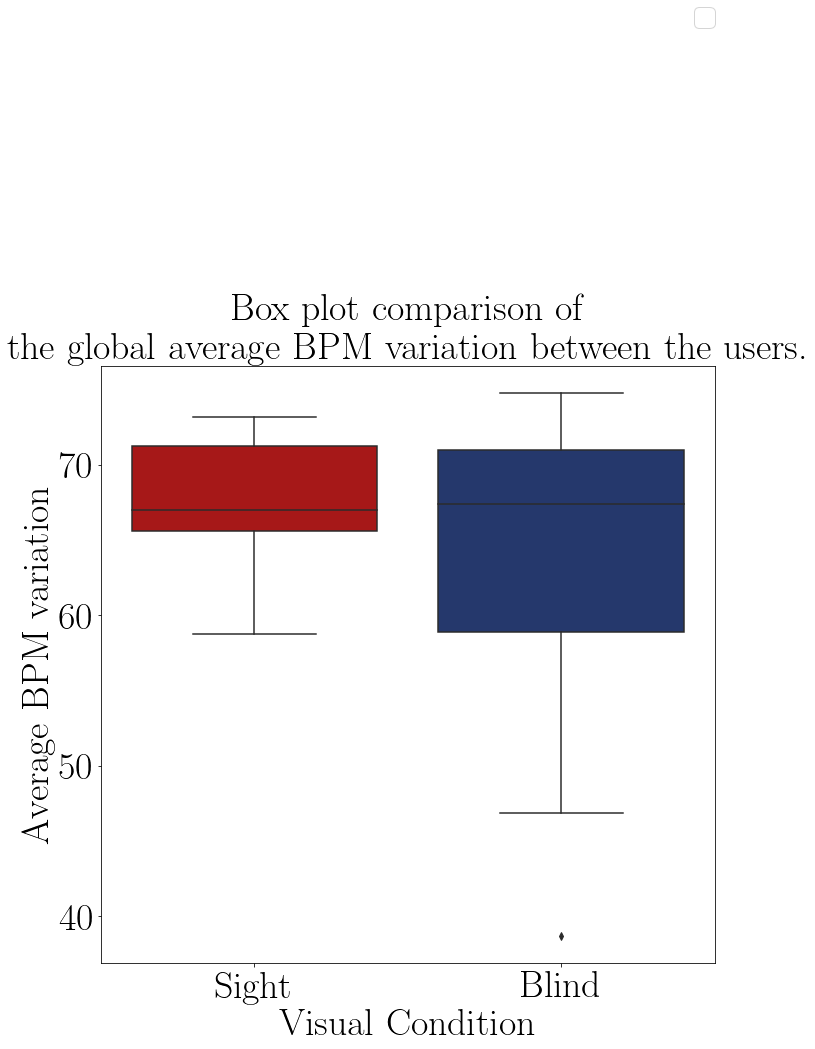 Box plot comparison of
the global average BPM variation between the users.
Average BPM variation
70
60
50
40
Sight
Blind
Visual Condition